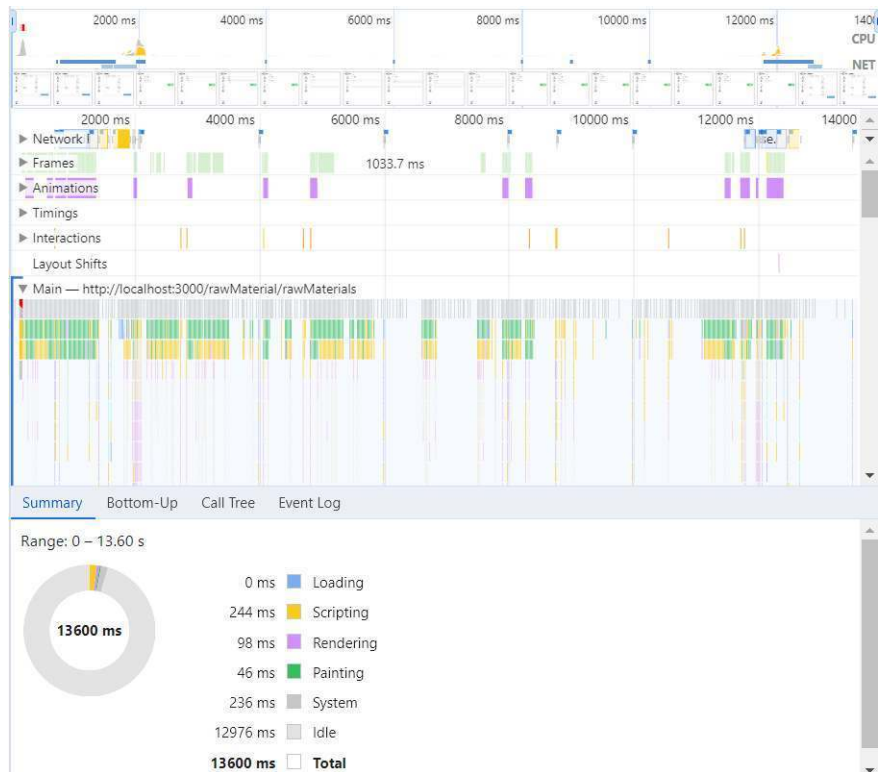 2000 ms 4000 ms 6000 ms 8000 ms 10000 ms 12000 ms 140
CPU
NET
2000 ms 4000 ms 6000 ms 8000 ms 10000 ms 12000 ms 14000
Network
Frames 1033.7 ms
Animations
Timings
Interactions
Layout Shifts
Main — http://localhost:3000/rawMaterial/rawMaterials
Summary Bottom-Up Call Tree Event Log
Range: 0 – 13.60 s
13600 ms
0 ms Loading
244 ms Scripting
98 ms Rendering
46 ms Painting
236 ms System
12976 ms Idle
13600 ms Total